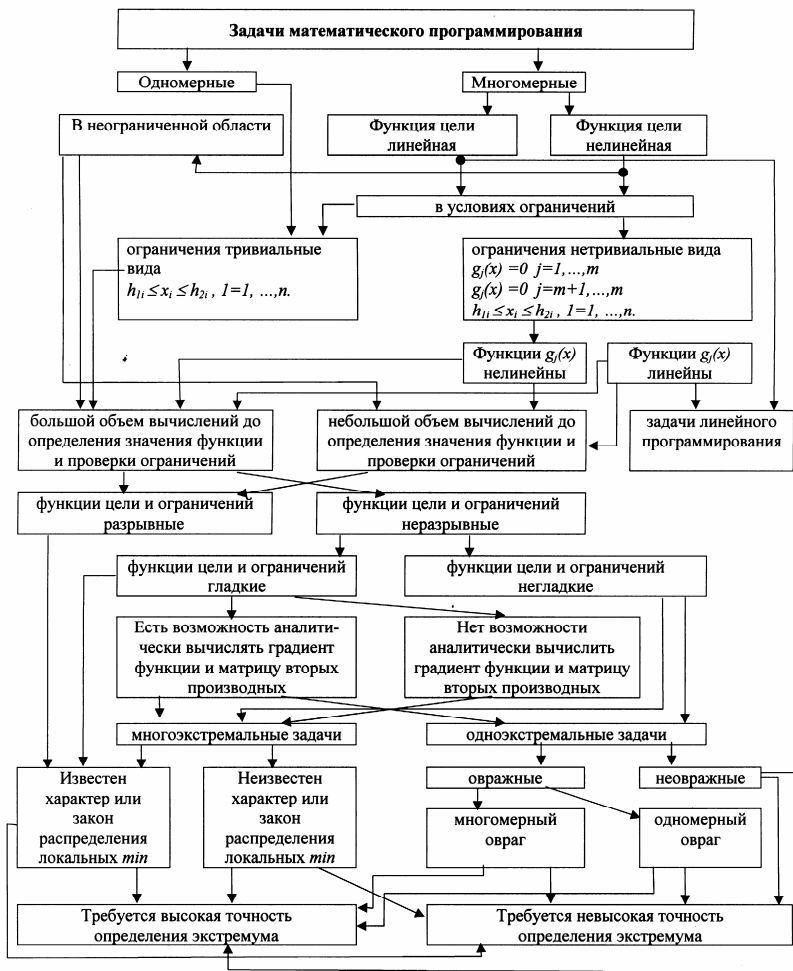 Задачи математического программирования
Одномерные
Многомерные
В неограниченной области
Функция цели
линейная
Функция цели
нелинейная
в условиях ограничений
ограничения тривиальные
вида
h₁ᵢ ≤ xᵢ ≤ h₂ᵢ , 1=1, …,n.
ограничения нетривиального вида
gⱼ(x) =0 j=1,…,m
gⱼ(x) =0 j=m+1,…,m
h₁ᵢ ≤ xᵢ ≤ h₂ᵢ , 1=1, …,n.
Функции gⱼ(x)
нелинейны
Функции gⱼ(x)
линейны
большой объем вычислений до
определения значения функции
и проверки ограничений
небольшой объем вычислений до
определения значения функции и
проверки ограничений
задачи линейного
программирования
функции цели и ограничений
разрывные
функции цели и ограничений
неразрывные
функции цели и ограничений
гладкие
функции цели и ограничений
негладкие
Есть возможность аналити-
чески вычислять градиент
функции и матрицу вторых
производных
Нет возможности
аналитически вычислить
градиент функции и матрицу
вторых производных
многоэкстремальные задачи
одноэкстремальные задачи
Известен
характер или
закон
распределения
локальных min
Неизвестен
характер или
закон
распределения
локальных min
овражные
неовражные
многомерный
овраг
одномерный
овраг
Требуется высокая точность
определения экстремума
Требуется невысокая точность
определения экстремума